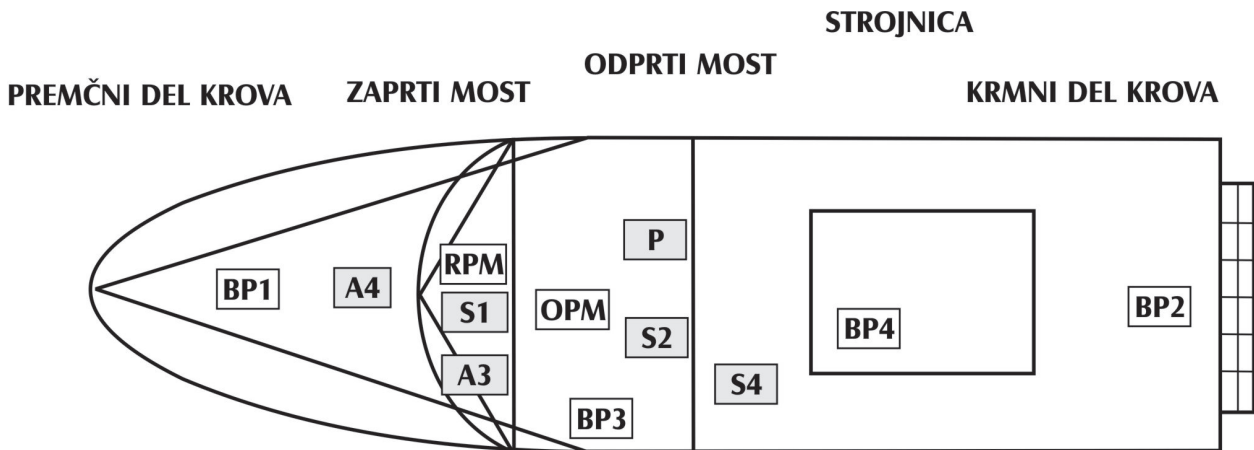 STROJNICA
ODPRTI MOST
PREMČNI DEL KROVA
ZAPRTI MOST
KRMNI DEL KROVA
P
RPM
BP1
A4
S1
OPM
S2
BP4
BP2
A3
S4
BP3